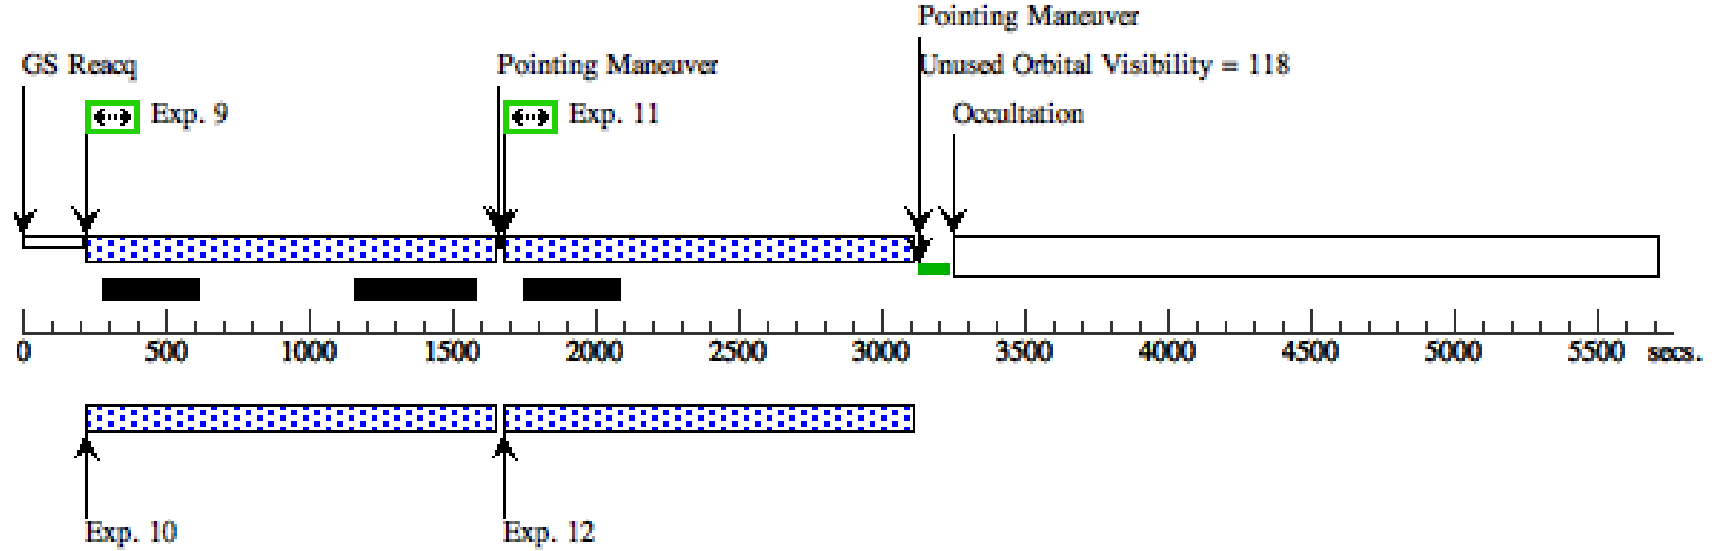 Pointing Maneuver
GS Reacq
Pointing Maneuver
Unused Orbital Visibility = 118
Exp. 9
Exp. 11
Occultation
0 500 1000 1500 2000 2500 3000 3500 4000 4500 5000 5500 secs.
Exp. 10
Exp. 12